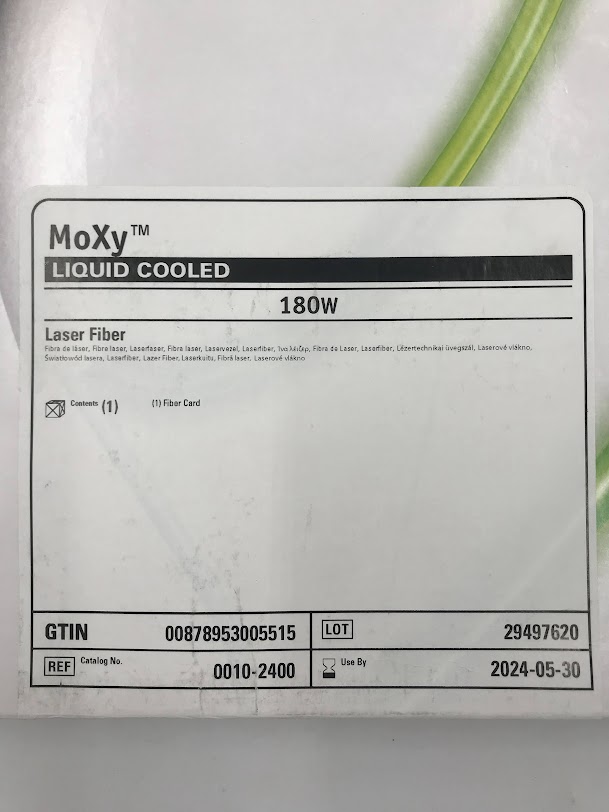 MoXy™
LIQUID COOLED
180W
Laser Fiber
Fibra de láser, Fibre laser, Laserfaser, Fibra laser, Laservezel, Laserfiber, Ίνα λέιζερ, Fibra de Laser, Laserfiber, Lézertechnikai üvegszál, Laserové vlákno,
Światłowód lasera, Laserfiber, Lazer Fiber, Laserkuitu, Fibră laser, Laserové vlákno
Contents (1) (1) Fiber Card
GTIN 00878953005515 LOT 29497620
REF Catalog No. 0010-2400 Use By 2024-05-30